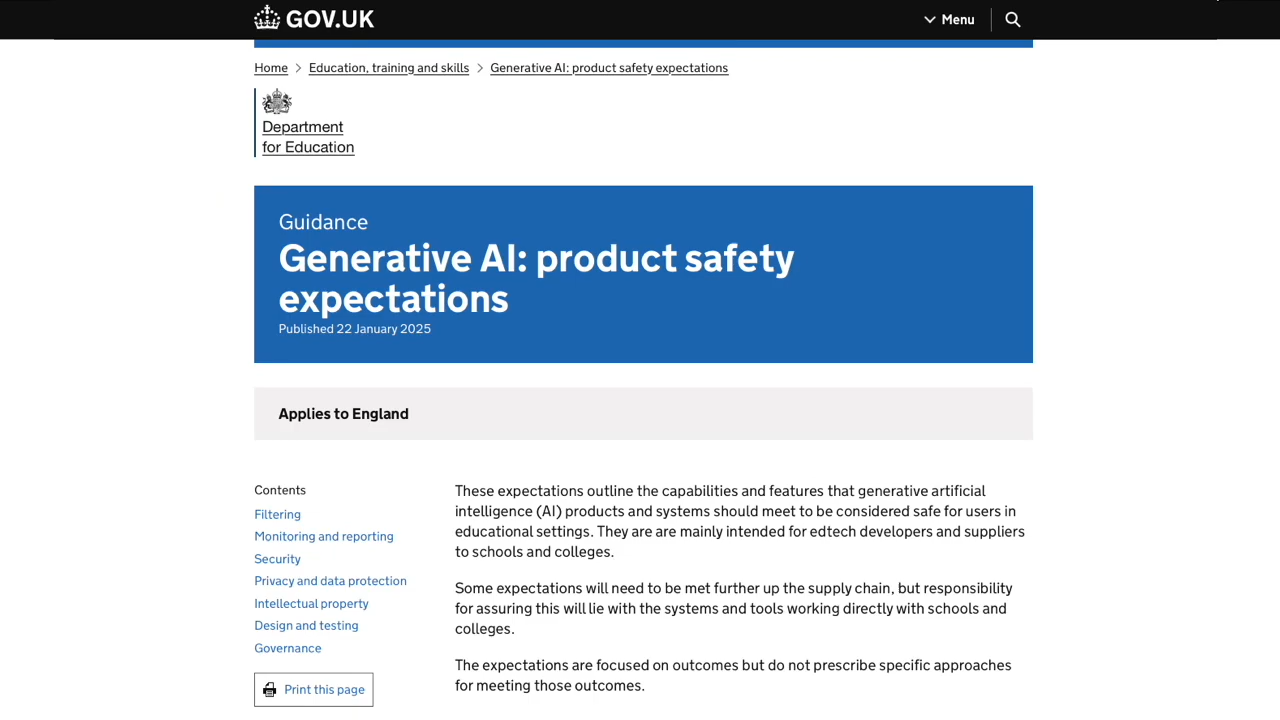 GOV.UK
Menu
Home > Education, training and skills > Generative AI: product safety expectations
Department
for Education
Guidance
Generative AI: product safety
expectations
Published 22 January 2025
Applies to England
Contents
Filtering
Monitoring and reporting
Security
Privacy and data protection
Intellectual property
Design and testing
Governance
Print this page
These expectations outline the capabilities and features that generative artificial
intelligence (AI) products and systems should meet to be considered safe for users in
educational settings. They are are mainly intended for edtech developers and suppliers
to schools and colleges.
Some expectations will need to be met further up the supply chain, but responsibility
for assuring this will lie with the systems and tools working directly with schools and
colleges.
The expectations are focused on outcomes but do not prescribe specific approaches
for meeting those outcomes.